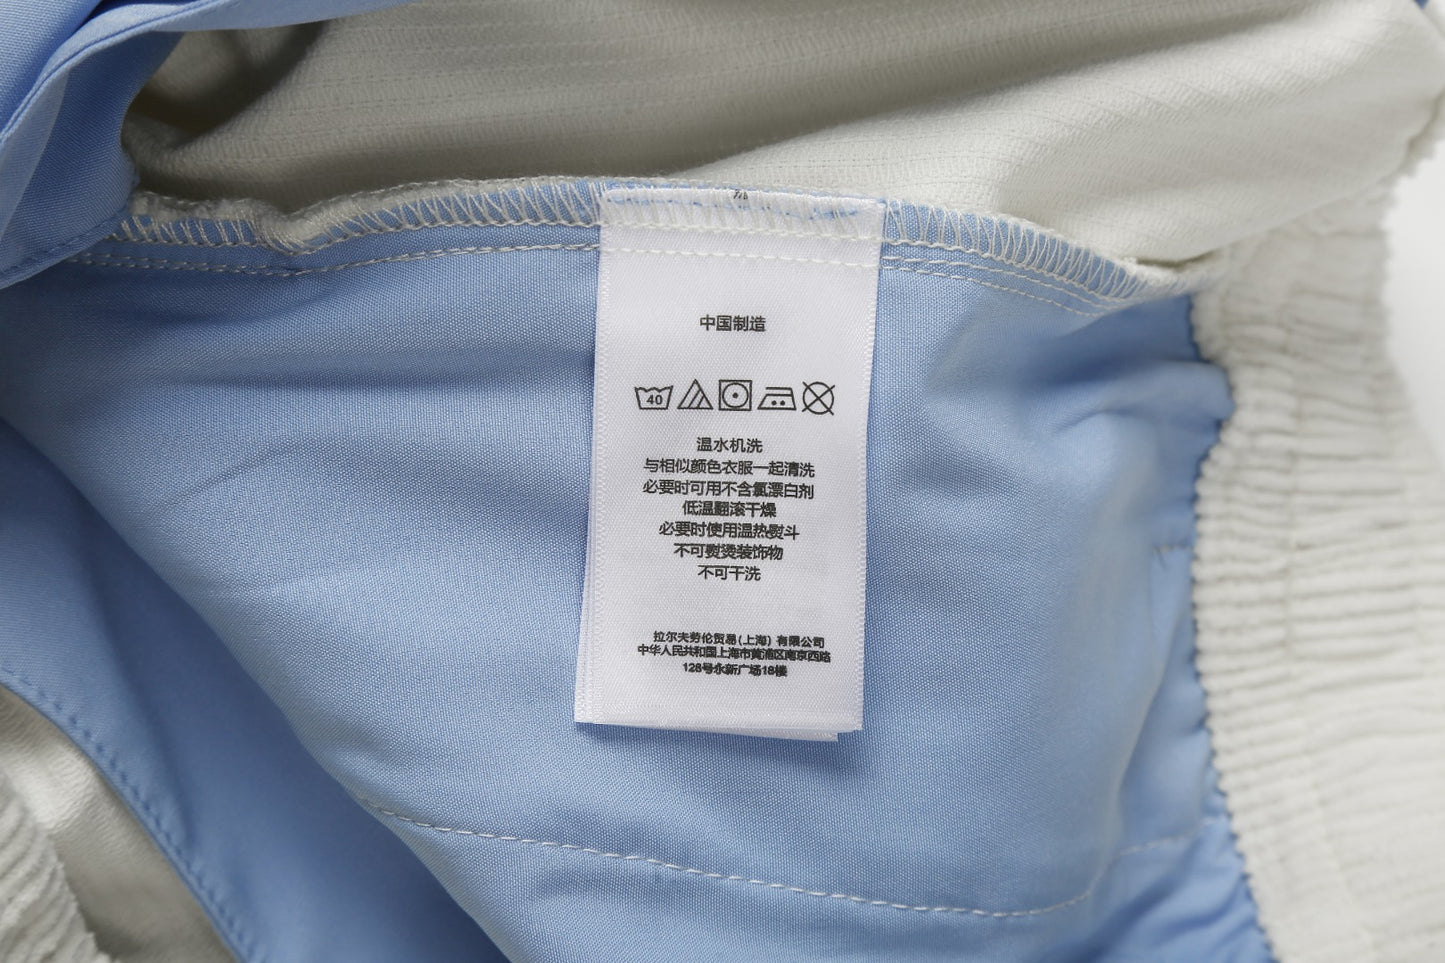 中国制造
40
温水机洗
与相似颜色衣服一起清洗
必要时可用不含氯漂白剂
低温翻滚干燥
必要时使用温热熨斗
不可熨烫装饰物
不可干洗
拉尔夫劳伦贸易(上海)有限公司
中华人民共和国上海市黄浦区南京西路
128号永新广场18楼